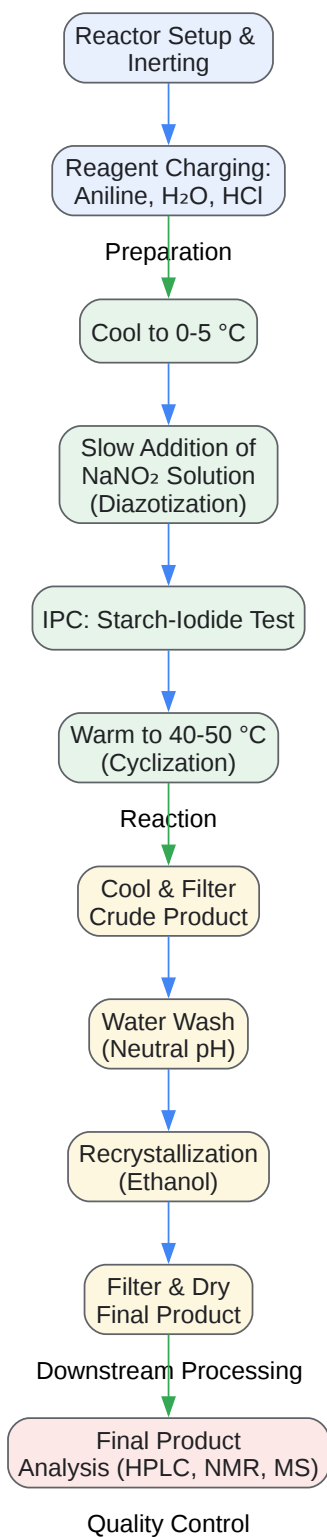 Reactor Setup &
Inerting
Reagent Charging:
Aniline, H₂O, HCl
Preparation
Cool to 0-5 °C
Slow Addition of
NaNO₂ Solution
(Diazotization)
IPC: Starch-Iodide Test
Warm to 40-50 °C
(Cyclization)
Reaction
Cool & Filter
Crude Product
Water Wash
(Neutral pH)
Recrystallization
(Ethanol)
Filter & Dry
Final Product
Downstream Processing
Final Product
Analysis (HPLC, NMR, MS)
Quality Control